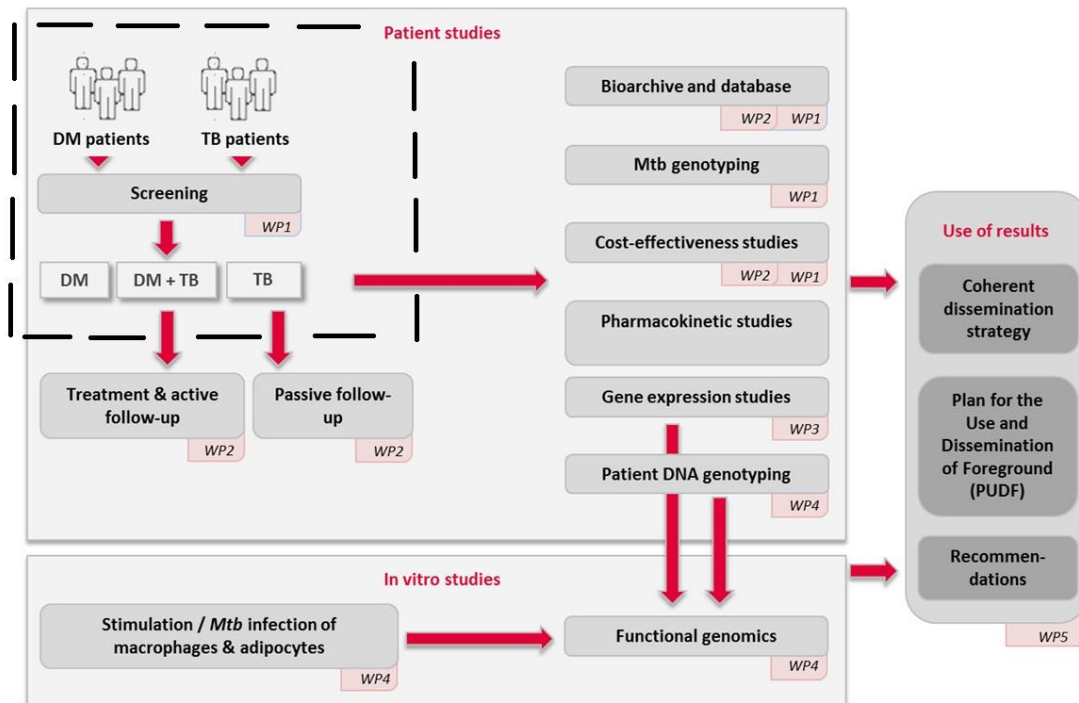 Patient studies
DM patients
TB patients
Screening
WP1
DM
DM + TB
TB
Treatment & active
follow-up
WP2
Passive follow-
up
WP2
Bioarchive and database
WP2
WP1
Mtb genotyping
WP1
Cost-effectiveness studies
WP2
WP1
Pharmacokinetic studies
Gene expression studies
WP3
Patient DNA genotyping
WP4
In vitro studies
Stimulation / Mtb infection of
macrophages & adipocytes
WP4
Functional genomics
WP4
Use of results
Coherent
dissemination
strategy
Plan for the
Use and
Dissemination
of Foreground
(PUDF)
Recommen-
dations
WP5